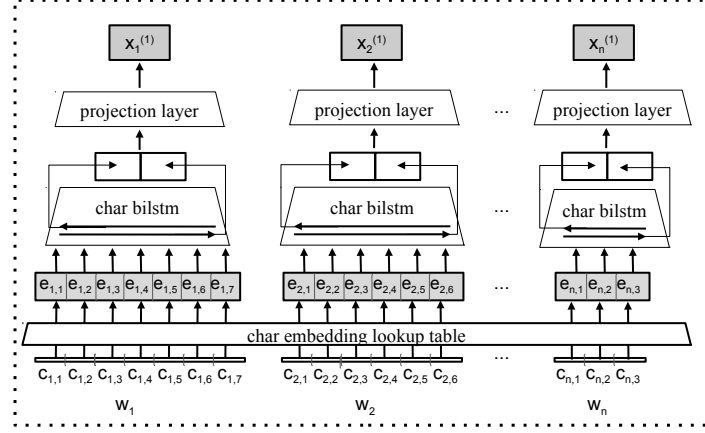 x₁⁽¹⁾ x₂⁽¹⁾ xₙ⁽¹⁾
projection layer projection layer ... projection layer
char bilstm char bilstm ... char bilstm
e₁,₁ e₁,₂ e₁,₃ e₁,₄ e₁,₅ e₁,₆ e₁,₇ e₂,₁ e₂,₂ e₂,₃ e₂,₄ e₂,₅ e₂,₆ ... eₙ,₁ eₙ,₂ eₙ,₃
char embedding lookup table
c₁,₁ c₁,₂ c₁,₃ c₁,₄ c₁,₅ c₁,₆ c₁,₇ c₂,₁ c₂,₂ c₂,₃ c₂,₄ c₂,₅ c₂,₆ ... cₙ,₁ cₙ,₂ cₙ,₃
w₁ w₂ wₙ